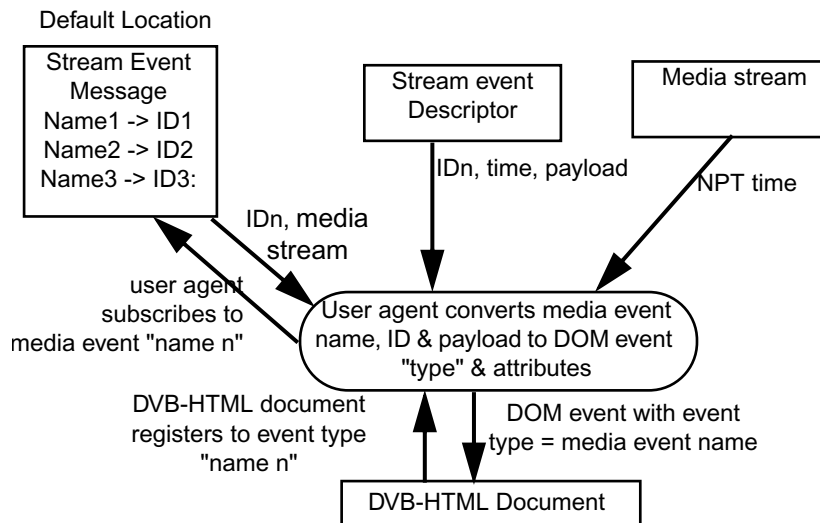 Default Location
Stream Event
Message
Name1 -> ID1
Name2 -> ID2
Name3 -> ID3:
Stream event
Descriptor
Media stream
IDn, time, payload
NPT time
IDn, media
stream
user agent
subscribes to
media event "name n"
User agent converts media event
name, ID & payload to DOM event
"type" & attributes
DVB-HTML document
registers to event type
"name n"
DOM event with event
type = media event name
DVB-HTML Document